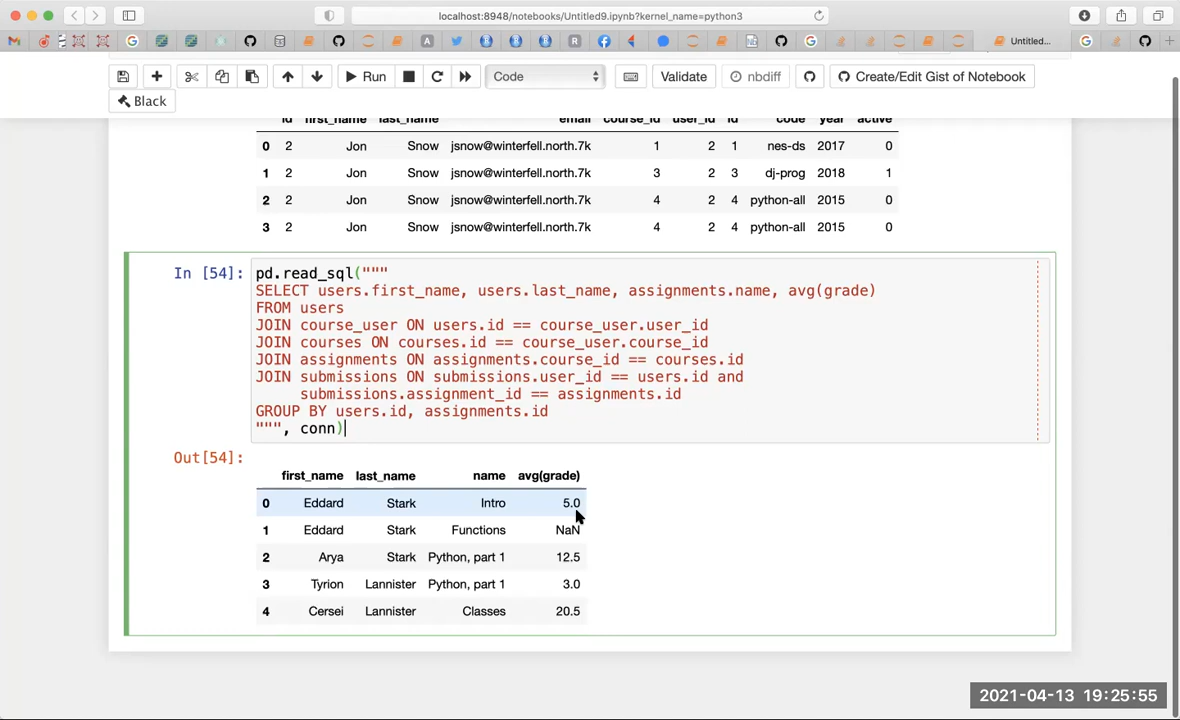 localhost:8948/notebooks/Untitled9.ipynb?kernel_name=python3
Untitled...
Run
Code
Validate
nbdiff
Create/Edit Gist of Notebook
Black
id first_name last_name email course_id user_id id code year active
0 2 Jon Snow jsnow@winterfell.north.7k 1 2 1 nes-ds 2017 0
1 2 Jon Snow jsnow@winterfell.north.7k 3 2 3 dj-prog 2018 1
2 2 Jon Snow jsnow@winterfell.north.7k 4 2 4 python-all 2015 0
3 2 Jon Snow jsnow@winterfell.north.7k 4 2 4 python-all 2015 0
In [54]: pd.read_sql("""
SELECT users.first_name, users.last_name, assignments.name, avg(grade)
FROM users
JOIN course_user ON users.id == course_user.user_id
JOIN courses ON courses.id == course_user.course_id
JOIN assignments ON assignments.course_id == courses.id
JOIN submissions ON submissions.user_id == users.id and
submissions.assignment_id == assignments.id
GROUP BY users.id, assignments.id
""", conn)
Out[54]:
first_name last_name name avg(grade)
0 Eddard Stark Intro 5.0
1 Eddard Stark Functions NaN
2 Arya Stark Python, part 1 12.5
3 Tyrion Lannister Python, part 1 3.0
4 Cersei Lannister Classes 20.5
2021-04-13 19:25:55